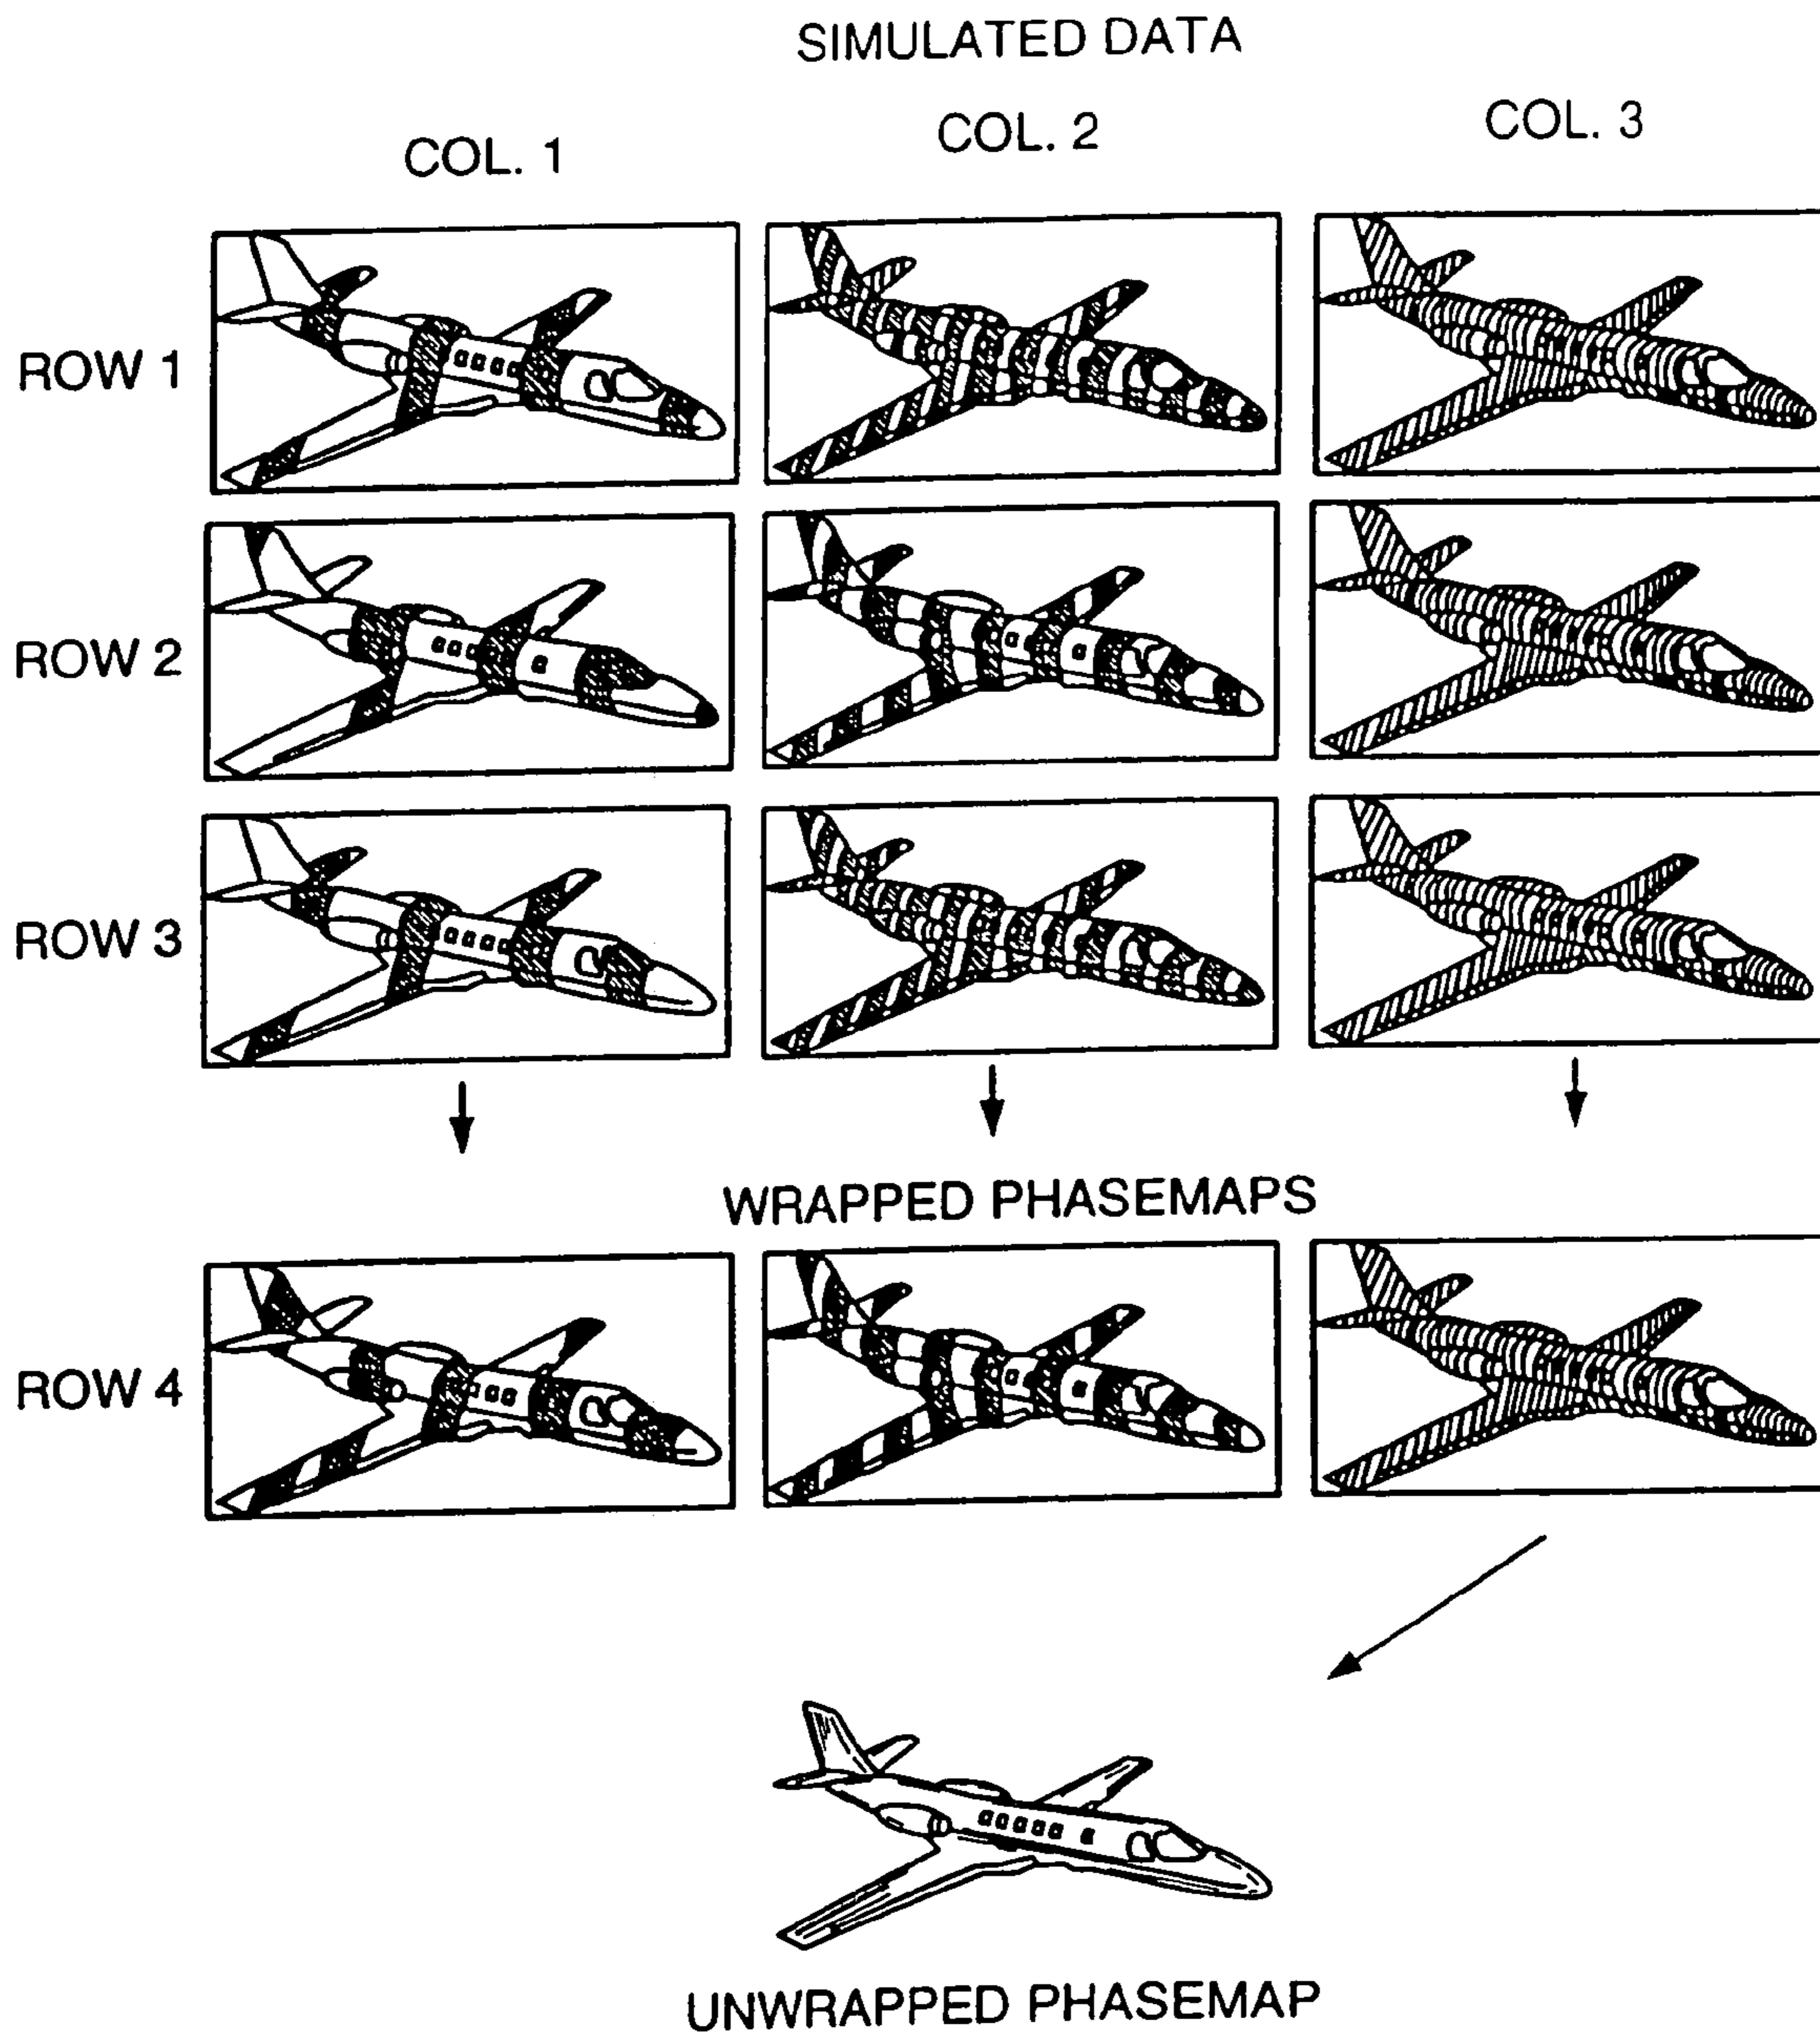 SIMULATED DATA
COL. 1
COL. 2
COL. 3
ROW 1
ROW 2
ROW 3
WRAPPED PHASEMAPS
ROW 4
UNWRAPPED PHASEMAP